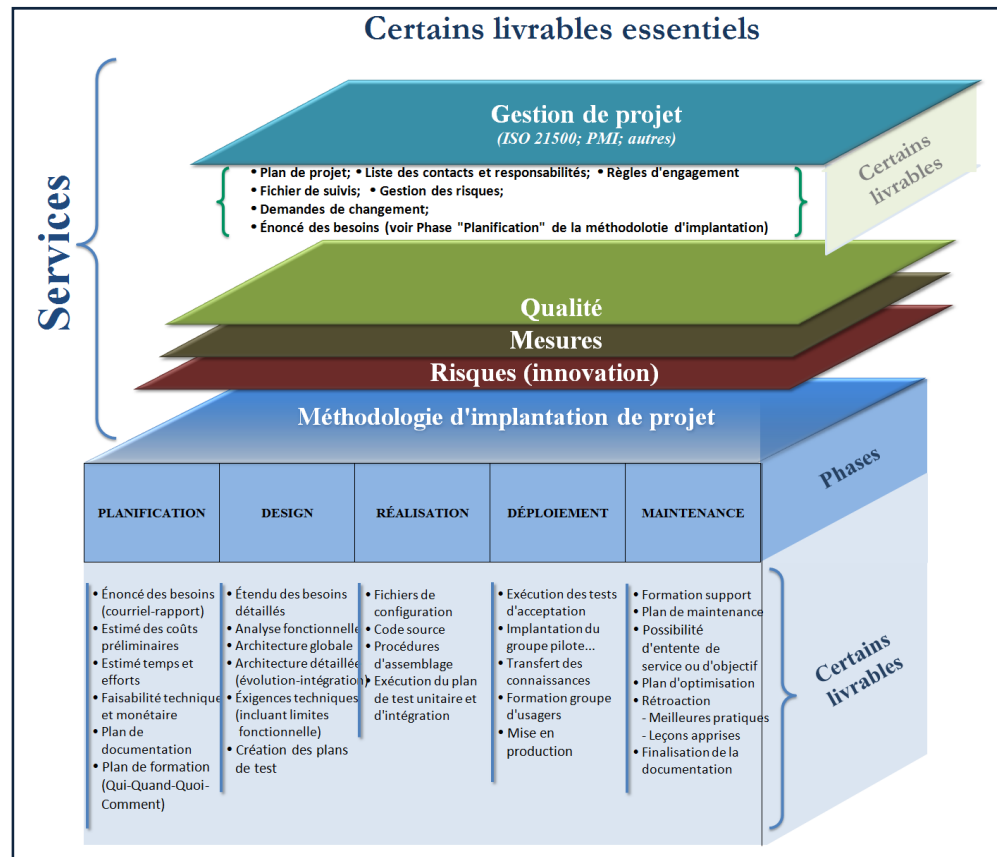 Certains livrables essentiels
Services
Gestion de projet
(ISO 21500; PMI; autres)
Certains
livrables
• Plan de projet; • Liste des contacts et responsabilités; • Règles d'engagement
• Fichier de suivis; • Gestion des risques;
• Demandes de changement;
• Énoncé des besoins (voir Phase "Planification" de la méthodolotie d'implantation)
Qualité
Mesures
Risques (innovation)
Méthodologie d'implantation de projet
Phases
PLANIFICATION
DESIGN
RÉALISATION
DÉPLOIEMENT
MAINTENANCE
• Énoncé des besoins
(courriel-rapport)
• Estimé des coûts
préliminaires
• Estimé temps et
efforts
• Faisabilité technique
et monétaire
• Plan de
documentation
• Plan de formation
(Qui-Quand-Quoi-
Comment)
• Étendu des besoins
détaillés
• Analyse fonctionnelle
• Architecture globale
• Architecture détaillée
(évolution-intégration)
• Éxigences techniques
(incluant limites
fonctionnelle)
• Création des plans
de test
• Fichiers de
configuration
• Code source
• Procédures
d'assemblage
• Exécution du plan
de test unitaire et
d'intégration
• Exécution des tests
d'acceptation
• Implantation du
groupe pilote...
• Transfert des
connaissances
• Formation groupe
d'usagers
• Mise en
production
• Formation support
• Plan de maintenance
• Possibilité
d'entente de
service ou d'objectif
• Plan d'optimisation
• Rétroaction
- Meilleures pratiques
- Leçons apprises
• Finalisation de la
documentation
Certains
livrables